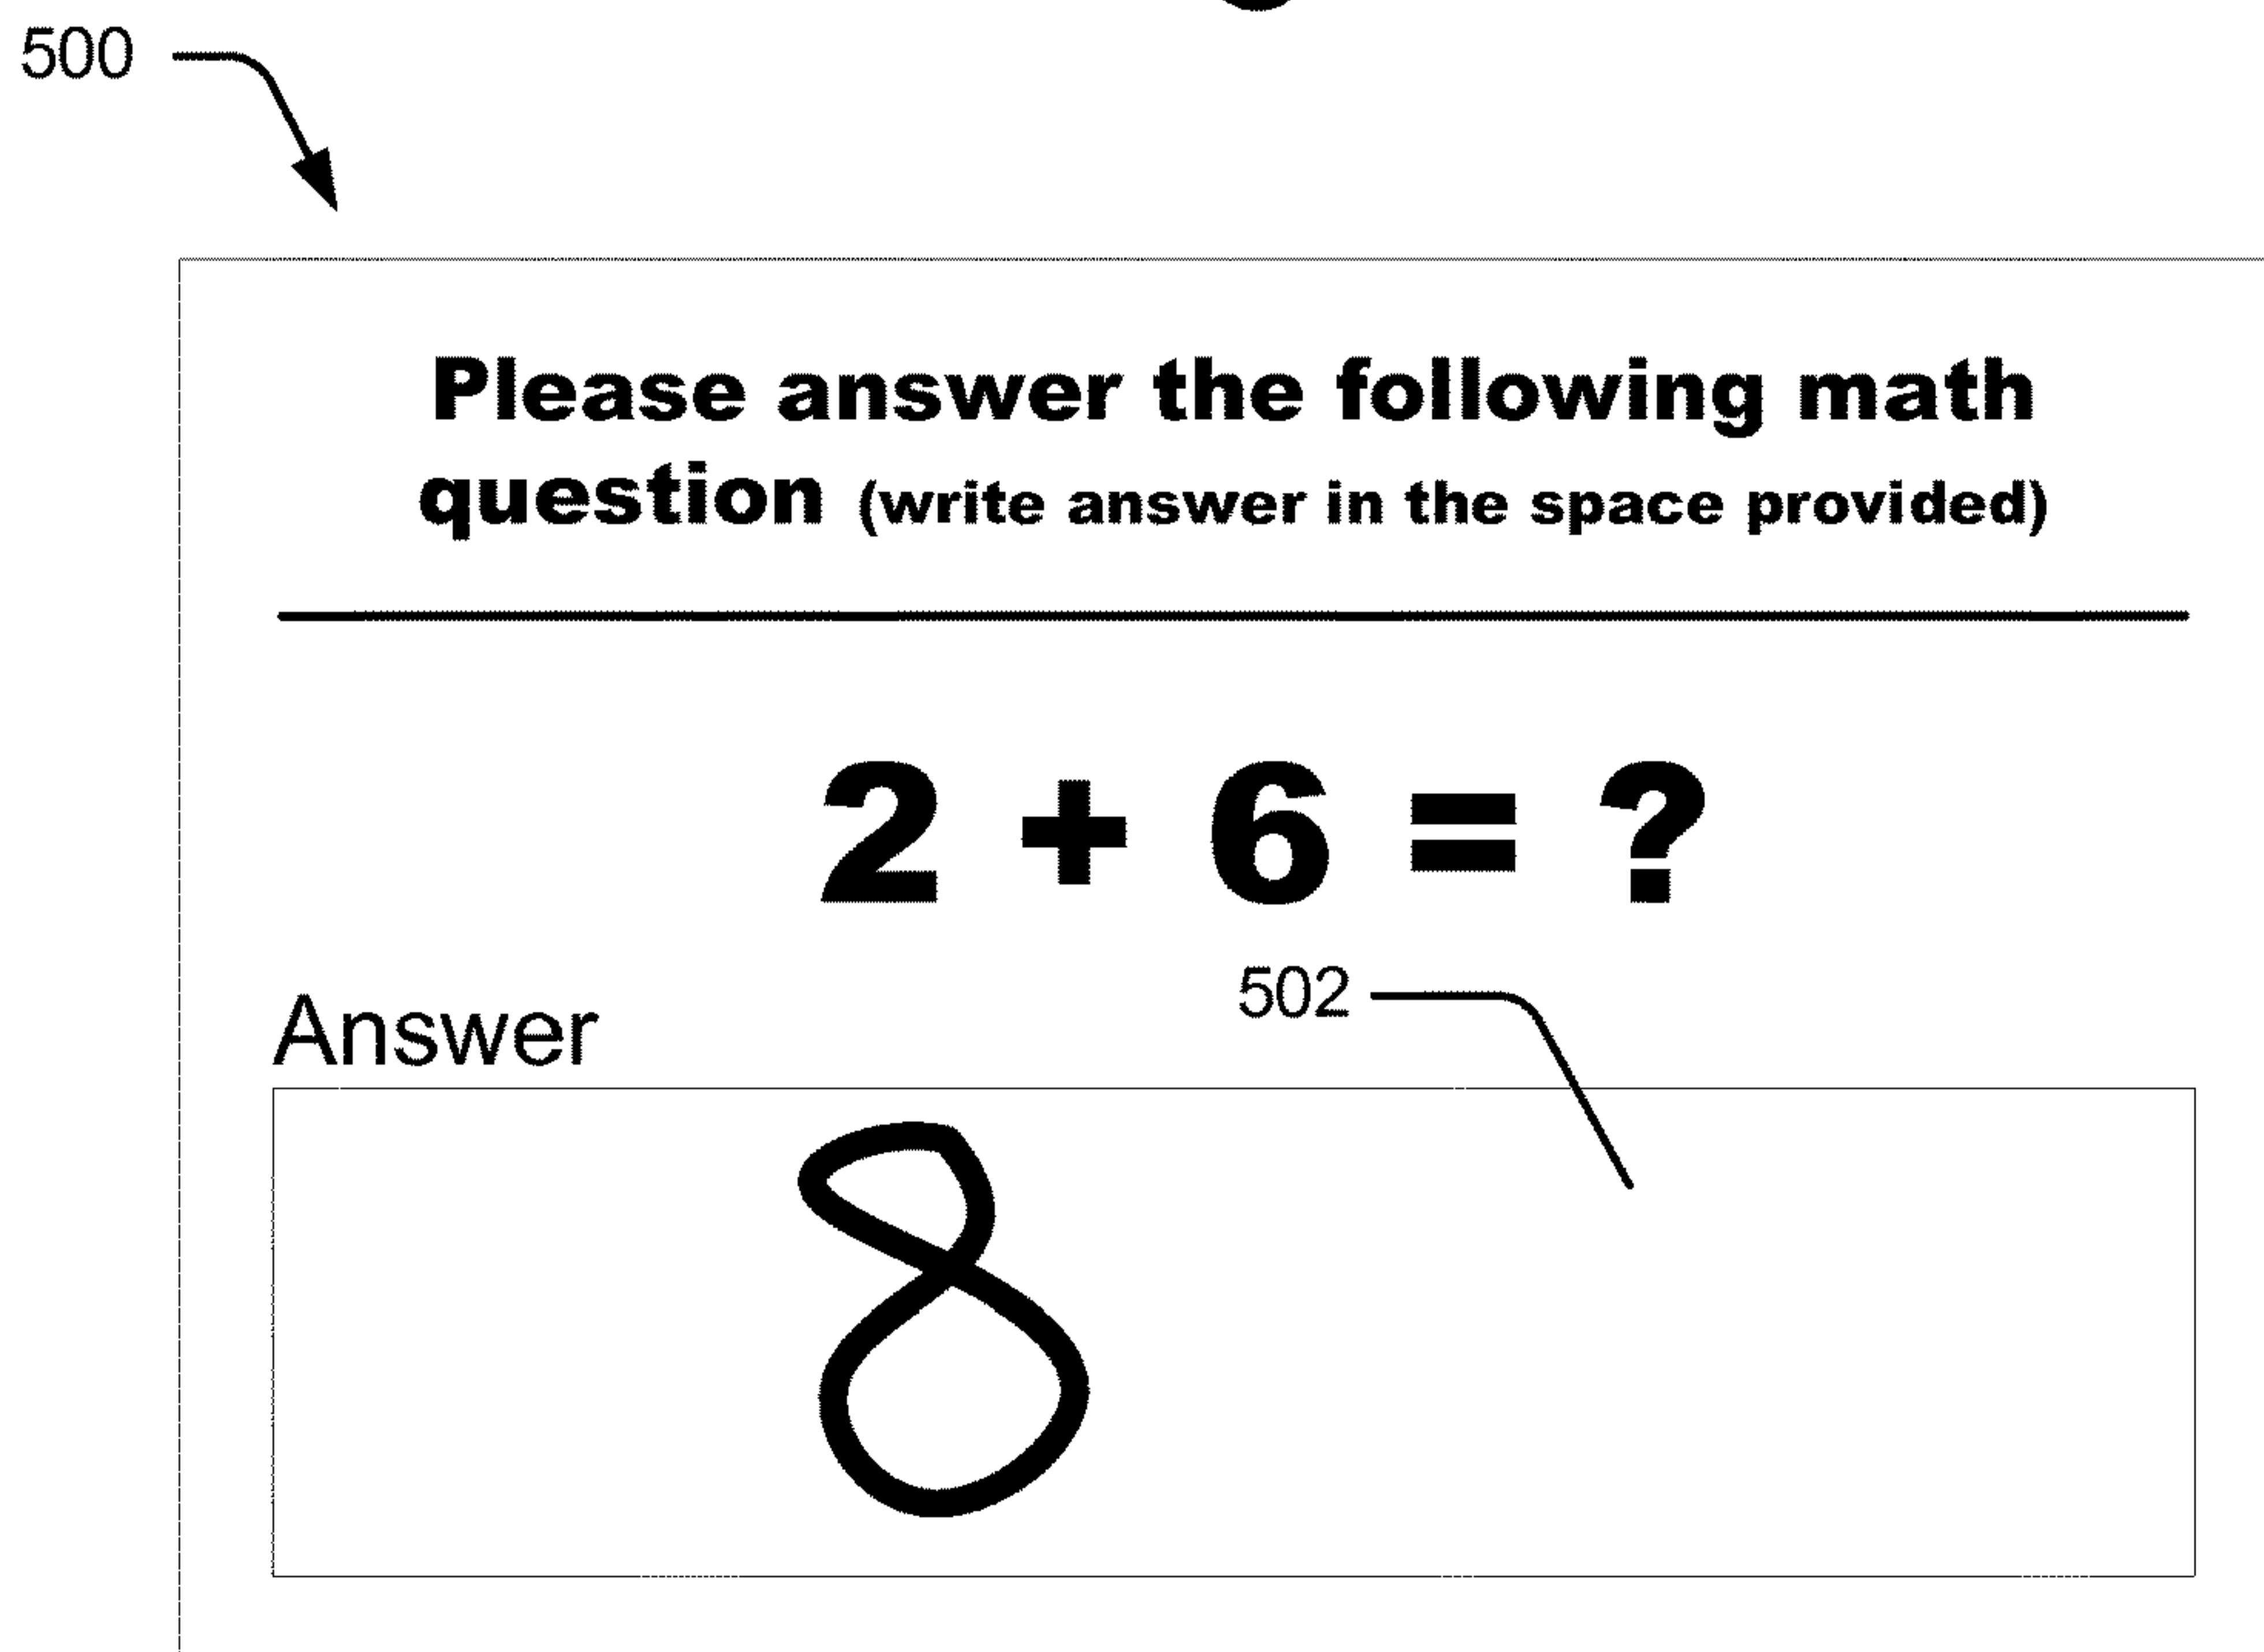 500
Please answer the following math
question (write answer in the space provided)
2 + 6 = ?
502
Answer
8